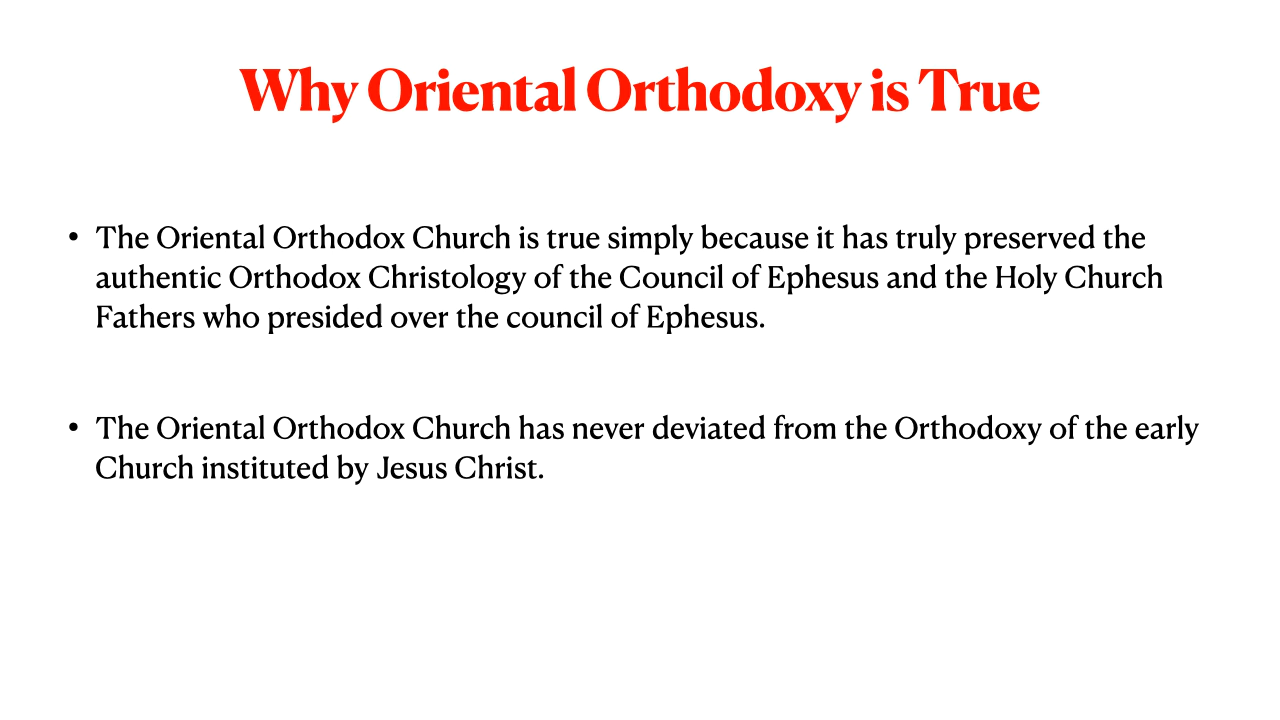 Why Oriental Orthodoxy is True
• The Oriental Orthodox Church is true simply because it has truly preserved the
authentic Orthodox Christology of the Council of Ephesus and the Holy Church
Fathers who presided over the council of Ephesus.
• The Oriental Orthodox Church has never deviated from the Orthodoxy of the early
Church instituted by Jesus Christ.